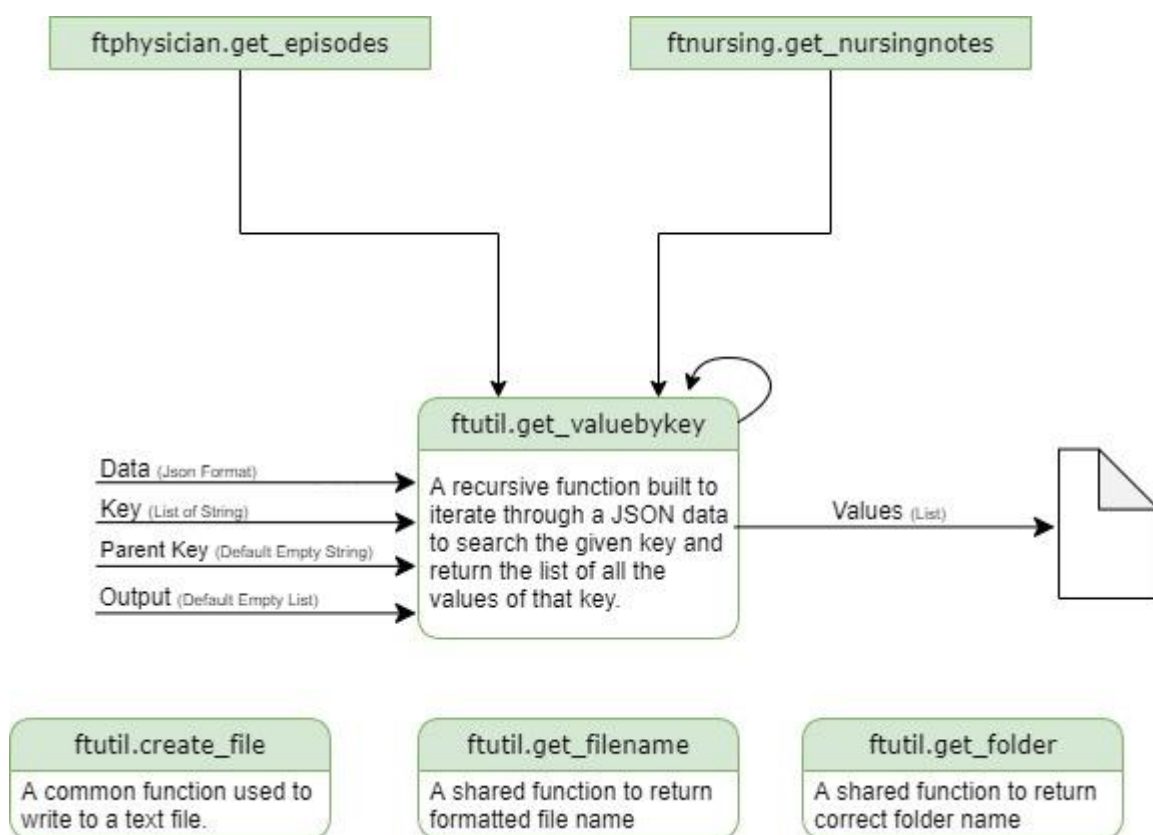 ftphysician.get_episodes
ftnursing.get_nursingnotes
ftutil.get_valuebykey
Data (Json Format)
Key (List of String)
Parent Key (Default Empty String)
Output (Default Empty List)
A recursive function built to
iterate through a JSON data
to search the given key and
return the list of all the
values of that key.
Values (List)
ftutil.create_file
A common function used to
write to a text file.
ftutil.get_filename
A shared function to return
formatted file name
ftutil.get_folder
A shared function to return
correct folder name